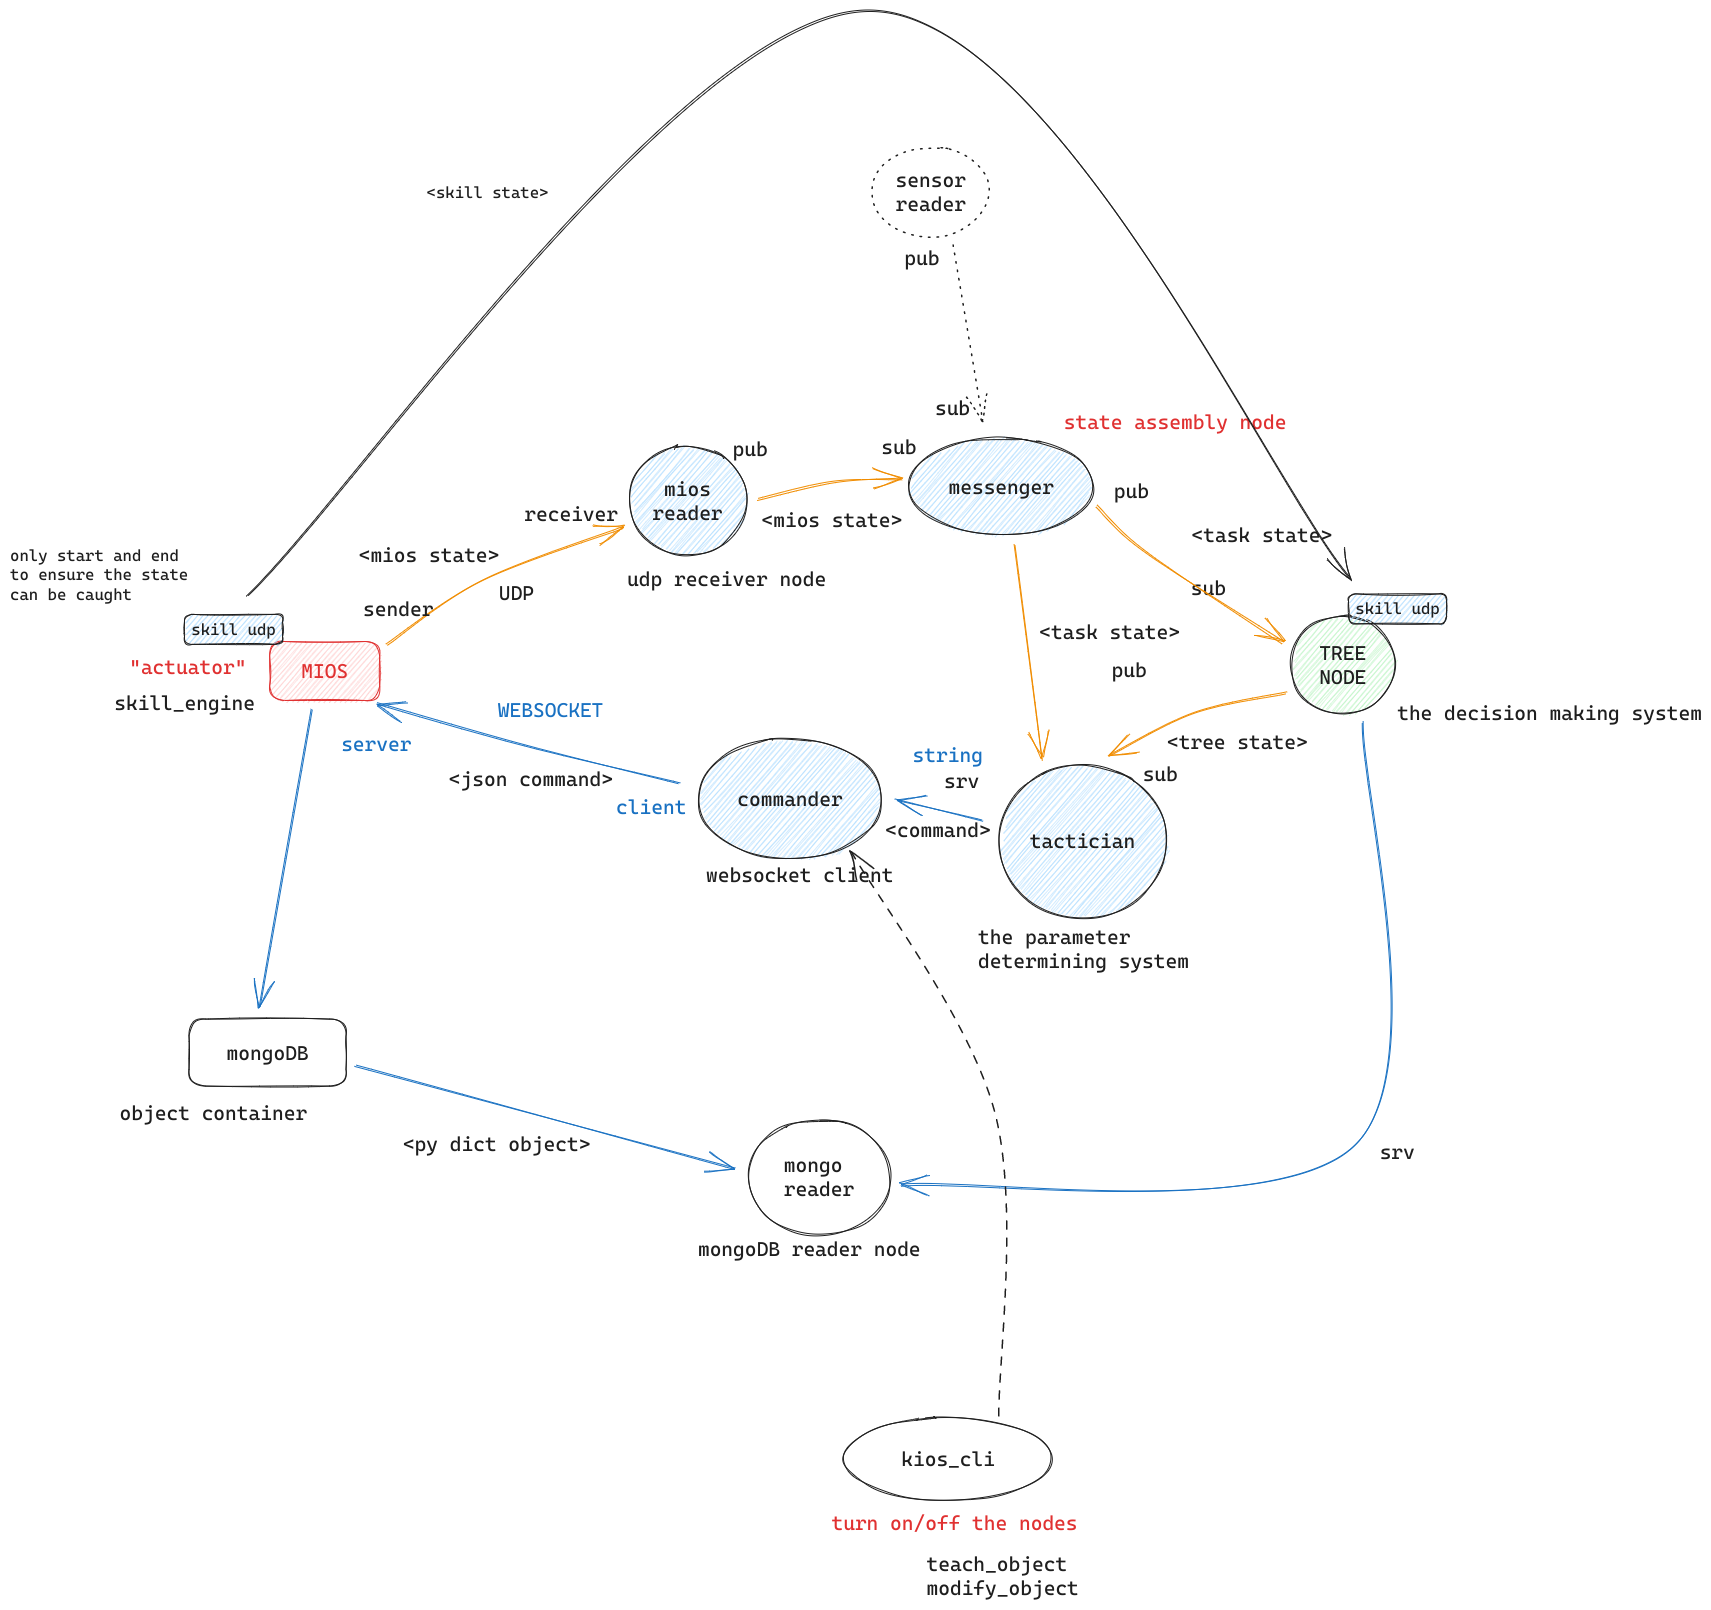 <skill state>
sensor
reader
pub
sub
state assembly node
pub
sub
mios
reader
messenger
pub
receiver
<mios state>
<task state>
only start and end
to ensure the state
can be caught
<mios state>
udp receiver node
UDP
sub
sender
skill udp
skill udp
<task state>
"actuator"
MIOS
TREE
NODE
pub
skill_engine
WEBSOCKET
the decision making system
server
<tree state>
string
srv
sub
<json command>
client
commander
<command>
tactician
websocket client
the parameter
determining system
mongoDB
object container
<py dict object>
srv
mongo
reader
mongoDB reader node
kios_cli
turn on/off the nodes
teach_object
modify_object